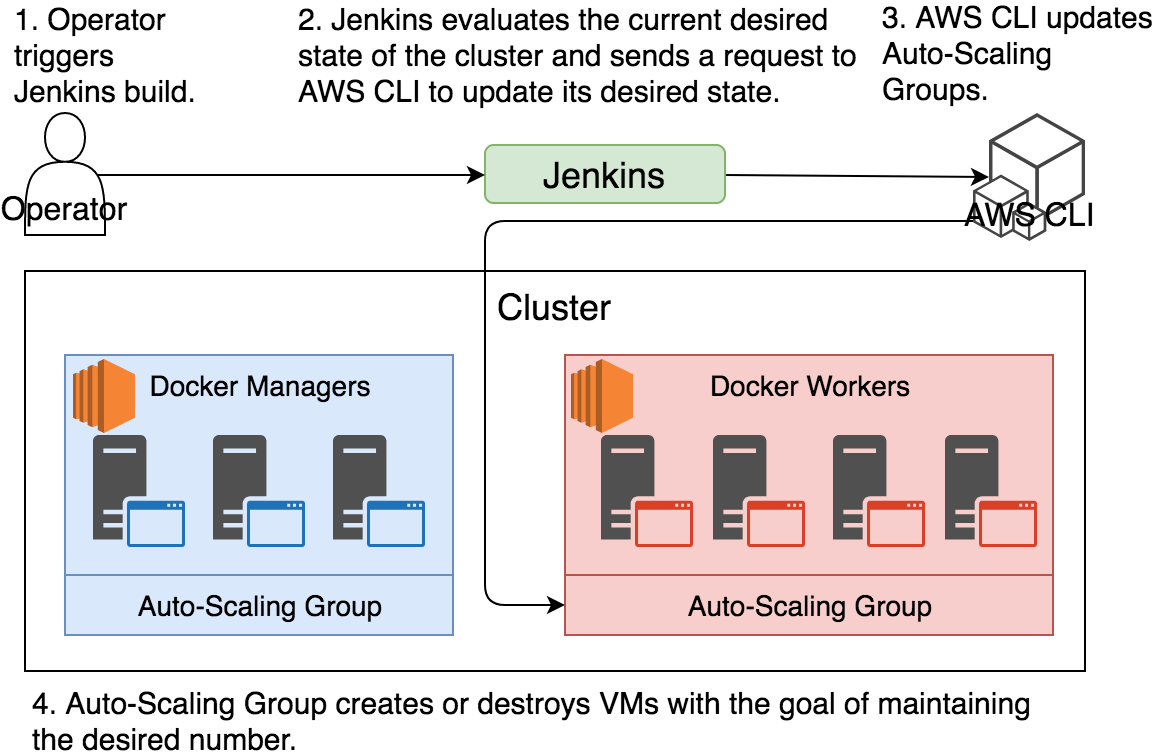 1. Operator
triggers
Jenkins build.
2. Jenkins evaluates the current desired
state of the cluster and sends a request to
AWS CLI to update its desired state.
3. AWS CLI updates
Auto-Scaling
Groups.
Operator
Jenkins
AWS CLI
Cluster
Docker Managers
Auto-Scaling Group
Docker Workers
Auto-Scaling Group
4. Auto-Scaling Group creates or destroys VMs with the goal of maintaining
the desired number.